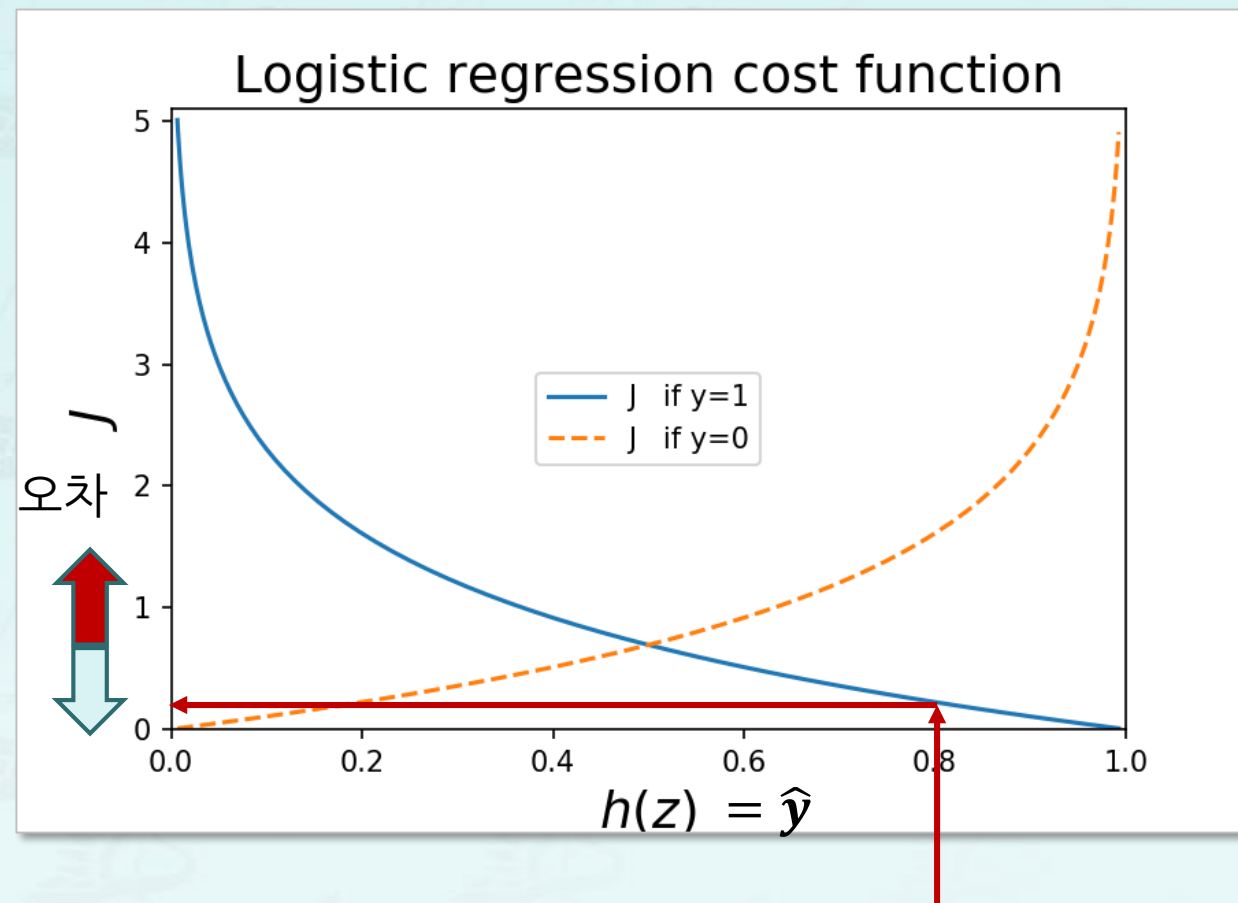 Logistic regression cost function
5
4
3
2
1
0
J
오차
J if y=1
J if y=0
0.0 0.2 0.4 0.6 0.8 1.0
h(z) = ŷ